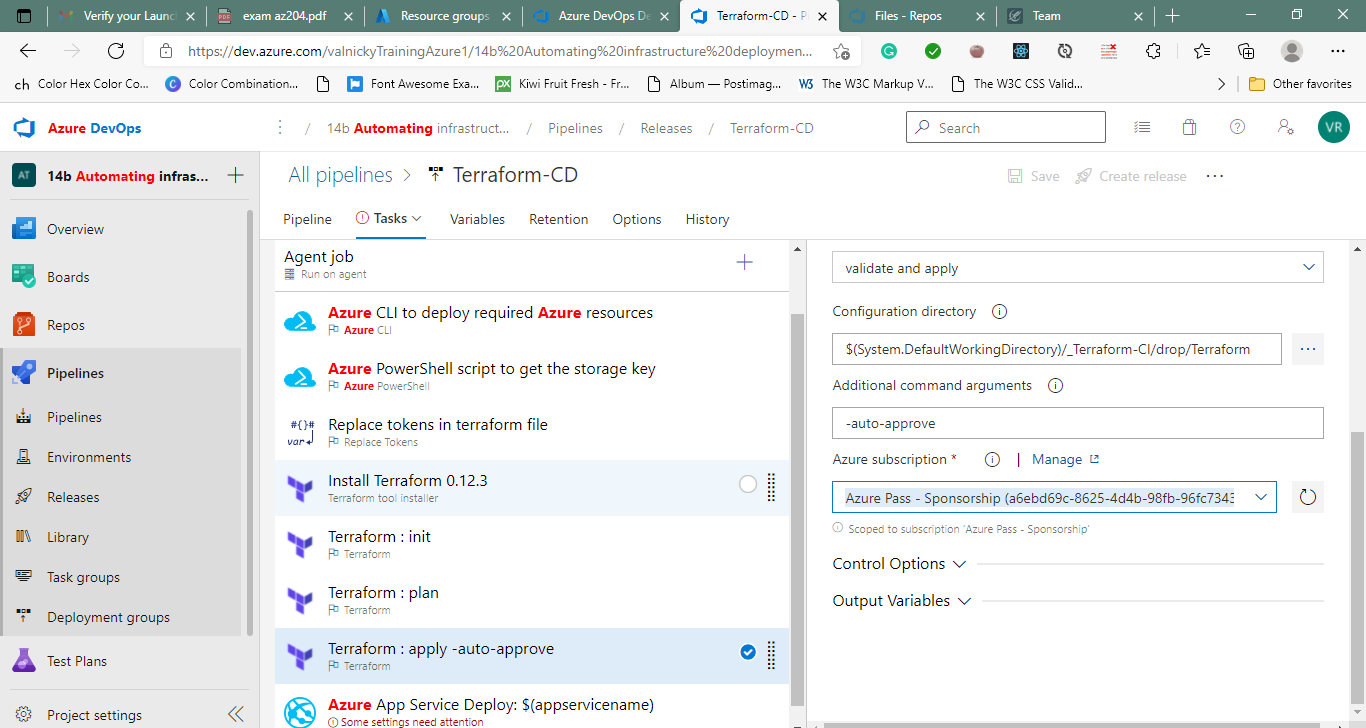 Verify your Launc
exam az204.pdf
Resource groups
Azure DevOps De
Terraform-CD - Pi
Files - Repos
Team
https://dev.azure.com/valnickyTrainingAzure1/14b%20Automating%20infrastructure%20deploymen...
Color Hex Color Co...
Color Combination...
Font Awesome Exa...
Kiwi Fruit Fresh - Fr...
Album — Postimag...
The W3C Markup V...
The W3C CSS Valid...
Other favorites
Azure DevOps
/ 14b Automating infrastruct... / Pipelines / Releases / Terraform-CD
Search
VR
AT 14b Automating infras...
Overview
Boards
Repos
Pipelines
Pipelines
Environments
Releases
Library
Task groups
Deployment groups
Test Plans
Project settings
All pipelines > Terraform-CD
Save
Create release
Pipeline
Tasks
Variables
Retention
Options
History
Agent job
Run on agent
Azure CLI to deploy required Azure resources
Azure CLI
Azure PowerShell script to get the storage key
Azure PowerShell
Replace tokens in terraform file
Replace Tokens
Install Terraform 0.12.3
Terraform tool installer
Terraform : init
Terraform
Terraform : plan
Terraform
Terraform : apply -auto-approve
Terraform
Azure App Service Deploy: $(appservicename)
Some settings need attention
validate and apply
Configuration directory
$(System.DefaultWorkingDirectory)/_Terraform-CI/drop/Terraform
Additional command arguments
-auto-approve
Azure subscription * | Manage
Azure Pass - Sponsorship (a6ebd69c-8625-4d4b-98fb-96fc7343
Scoped to subscription 'Azure Pass - Sponsorship'
Control Options
Output Variables